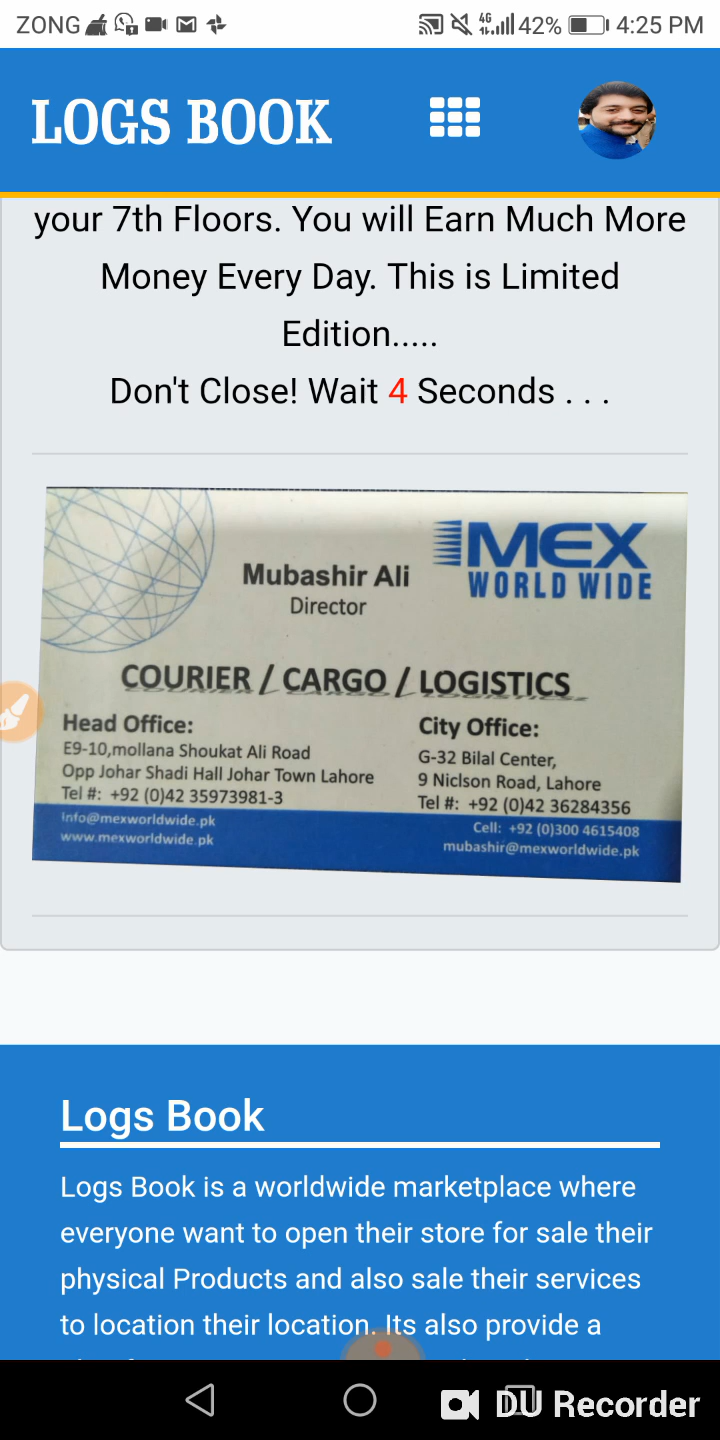 ZONG
4G
42%
4:25 PM
LOGS BOOK
your 7th Floors. You will Earn Much More
Money Every Day. This is Limited
Edition.....
Don't Close! Wait 4 Seconds . . .
MEX
WORLD WIDE
Mubashir Ali
Director
COURIER / CARGO / LOGISTICS
Head Office:
E9-10,mollana Shoukat Ali Road
Opp Johar Shadi Hall Johar Town Lahore
Tel #: +92 (0)42 35973981-3
Info@mexworldwide.pk
www.mexworldwide.pk
City Office:
G-32 Bilal Center,
9 Niclson Road, Lahore
Tel #: +92 (0)42 36284356
Cell: +92 (0)300 4615408
mubashir@mexworldwide.pk
Logs Book
Logs Book is a worldwide marketplace where
everyone want to open their store for sale their
physical Products and also sale their services
to location their location. Its also provide a
DU Recorder